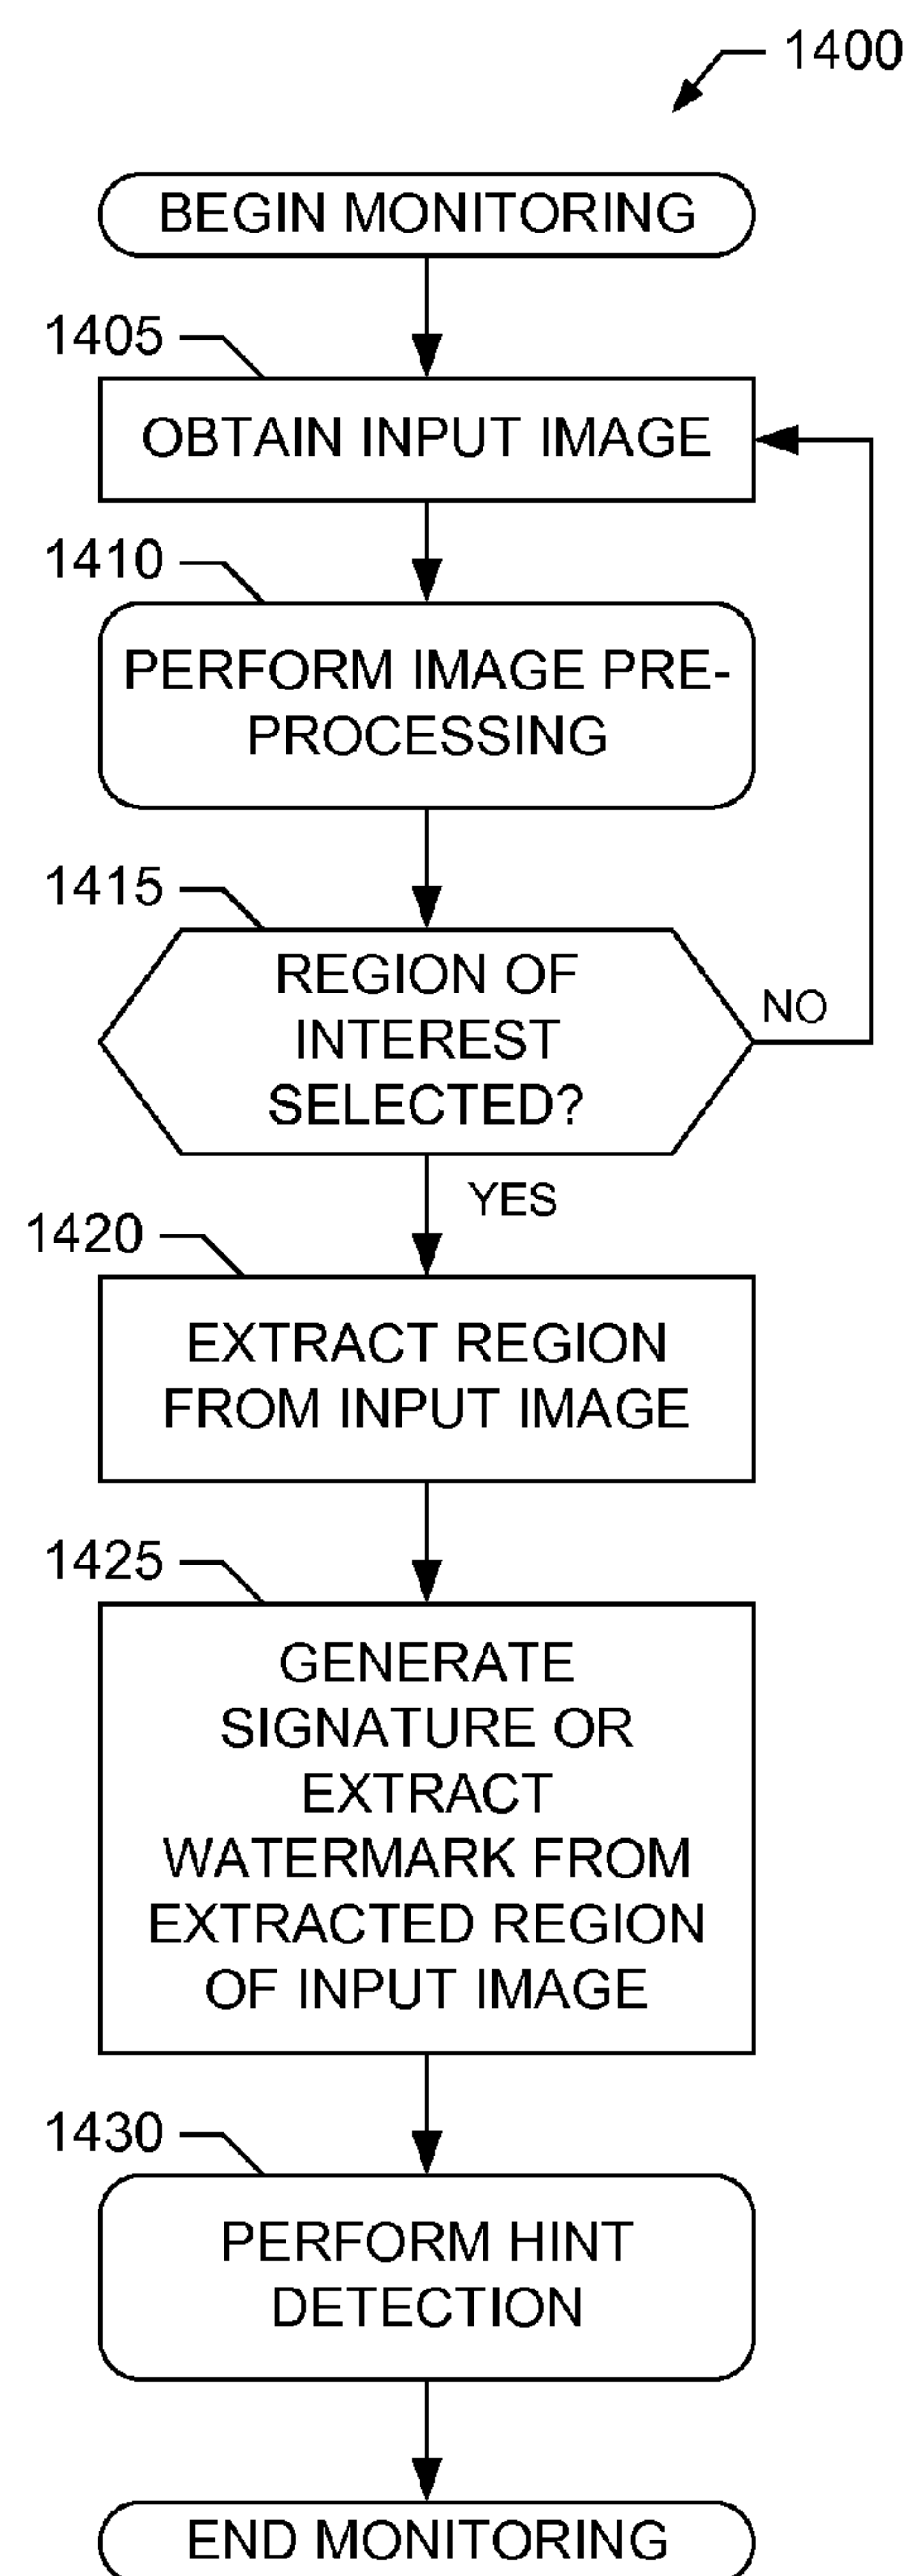 1400
BEGIN MONITORING
1405
OBTAIN INPUT IMAGE
1410
PERFORM IMAGE PRE-
PROCESSING
1415
REGION OF
INTEREST
SELECTED?
NO
YES
1420
EXTRACT REGION
FROM INPUT IMAGE
1425
GENERATE
SIGNATURE OR
EXTRACT
WATERMARK FROM
EXTRACTED REGION
OF INPUT IMAGE
1430
PERFORM HINT
DETECTION
END MONITORING